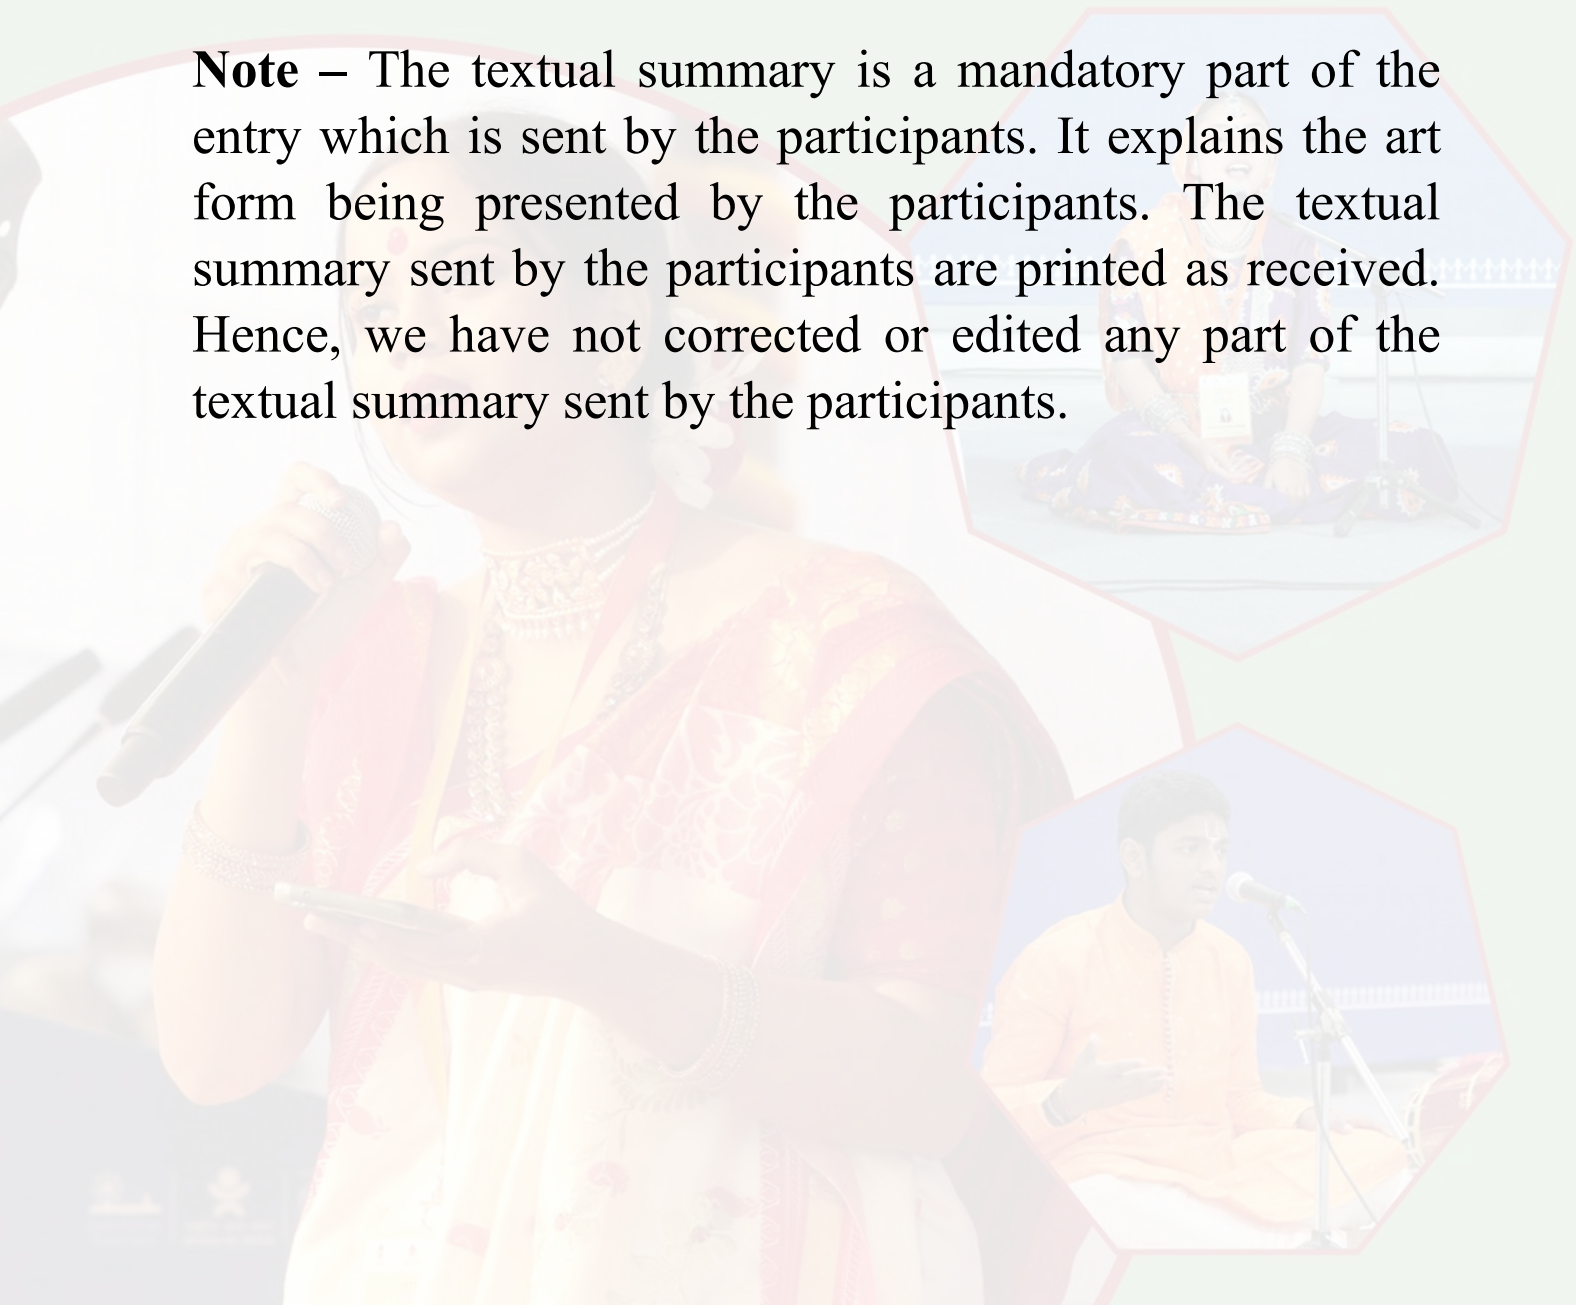 Note – The textual summary is a mandatory part of the
entry which is sent by the participants. It explains the art
form being presented by the participants. The textual
summary sent by the participants are printed as received.
Hence, we have not corrected or edited any part of the
textual summary sent by the participants.